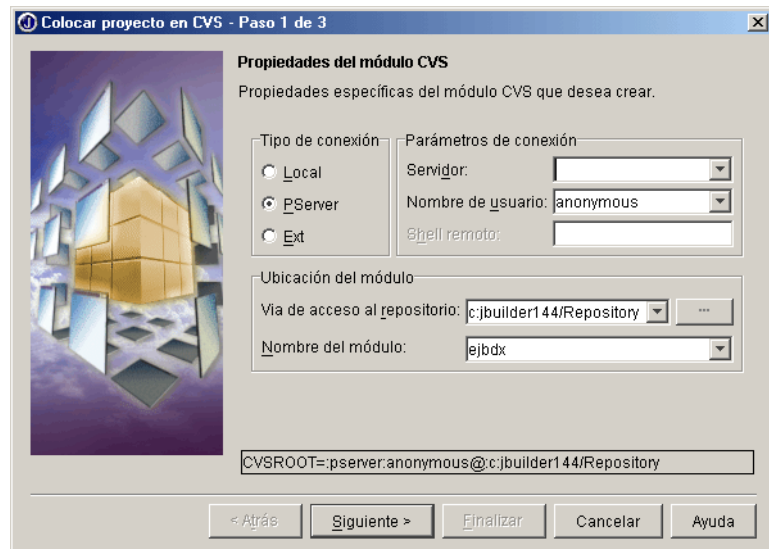 Colocar proyecto en CVS - Paso 1 de 3
Propiedades del módulo CVS
Propiedades específicas del módulo CVS que desea crear.
Tipo de conexión
Local
PServer
Ext
Parámetros de conexión
Servidor:
Nombre de usuario: anonymous
Shell remoto:
Ubicación del módulo
Via de acceso al repositorio: c:jbuilder144/Repository ...
Nombre del módulo: ejbdx
CVSROOT=:pserver:anonymous@:c:jbuilder144/Repository
< Atrás Siguiente > Finalizar Cancelar Ayuda